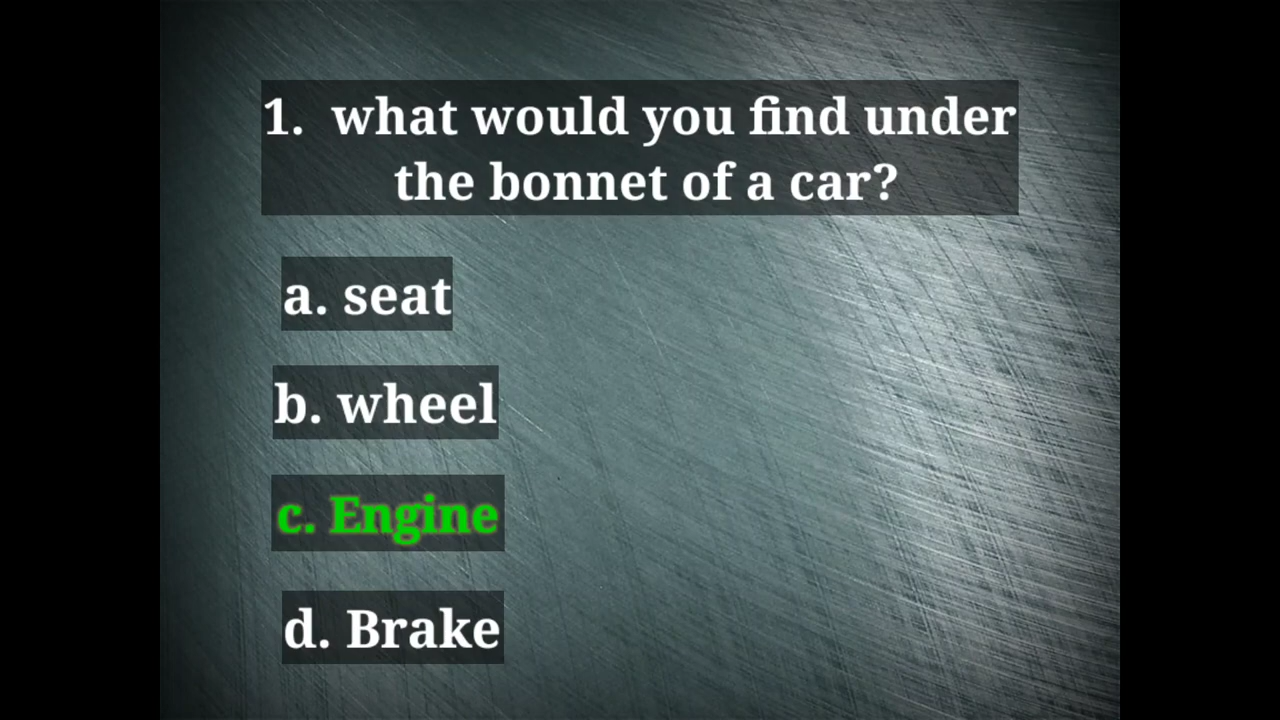 1. what would you find under
the bonnet of a car?
a. seat
b. wheel
c. Engine
d. Brake